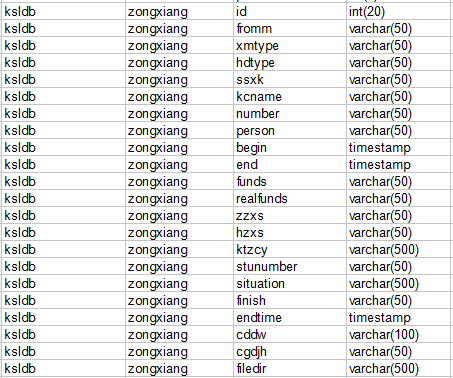 ksldb zongxiang id int(20)
ksldb zongxiang fromm varchar(50)
ksldb zongxiang xmtype varchar(50)
ksldb zongxiang hdtype varchar(50)
ksldb zongxiang ssxk varchar(50)
ksldb zongxiang kcname varchar(50)
ksldb zongxiang number varchar(50)
ksldb zongxiang person varchar(50)
ksldb zongxiang begin timestamp
ksldb zongxiang end timestamp
ksldb zongxiang funds varchar(50)
ksldb zongxiang realfunds varchar(50)
ksldb zongxiang zzxs varchar(50)
ksldb zongxiang hzxs varchar(50)
ksldb zongxiang ktzcy varchar(500)
ksldb zongxiang stunumber varchar(50)
ksldb zongxiang situation varchar(500)
ksldb zongxiang finish varchar(50)
ksldb zongxiang endtime timestamp
ksldb zongxiang cddw varchar(100)
ksldb zongxiang cgdjh varchar(50)
ksldb zongxiang filedir varchar(500)